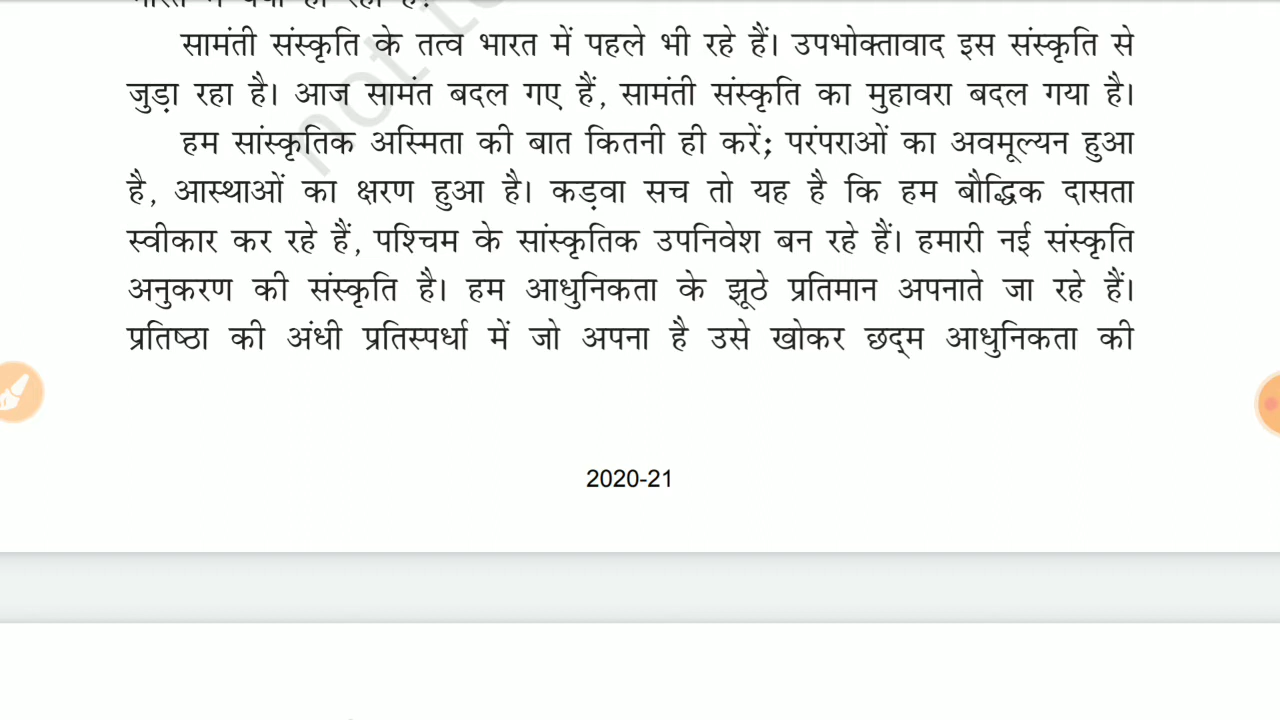 सामंती संस्कृति के तत्व भारत में पहले भी रहे हैं। उपभोक्तावाद इस संस्कृति से
जुड़ा रहा है। आज सामंत बदल गए हैं, सामंती संस्कृति का मुहावरा बदल गया है।
हम सांस्कृतिक अस्मिता की बात कितनी ही करें; परंपराओं का अवमूल्यन हुआ
है, आस्थाओं का क्षरण हुआ है। कड़वा सच तो यह है कि हम बौद्धिक दासता
स्वीकार कर रहे हैं, पश्चिम के सांस्कृतिक उपनिवेश बन रहे हैं। हमारी नई संस्कृति
अनुकरण की संस्कृति है। हम आधुनिकता के झूठे प्रतिमान अपनाते जा रहे हैं।
प्रतिष्ठा की अंधी प्रतिस्पर्धा में जो अपना है उसे खोकर छद्म आधुनिकता की
not
2020-21